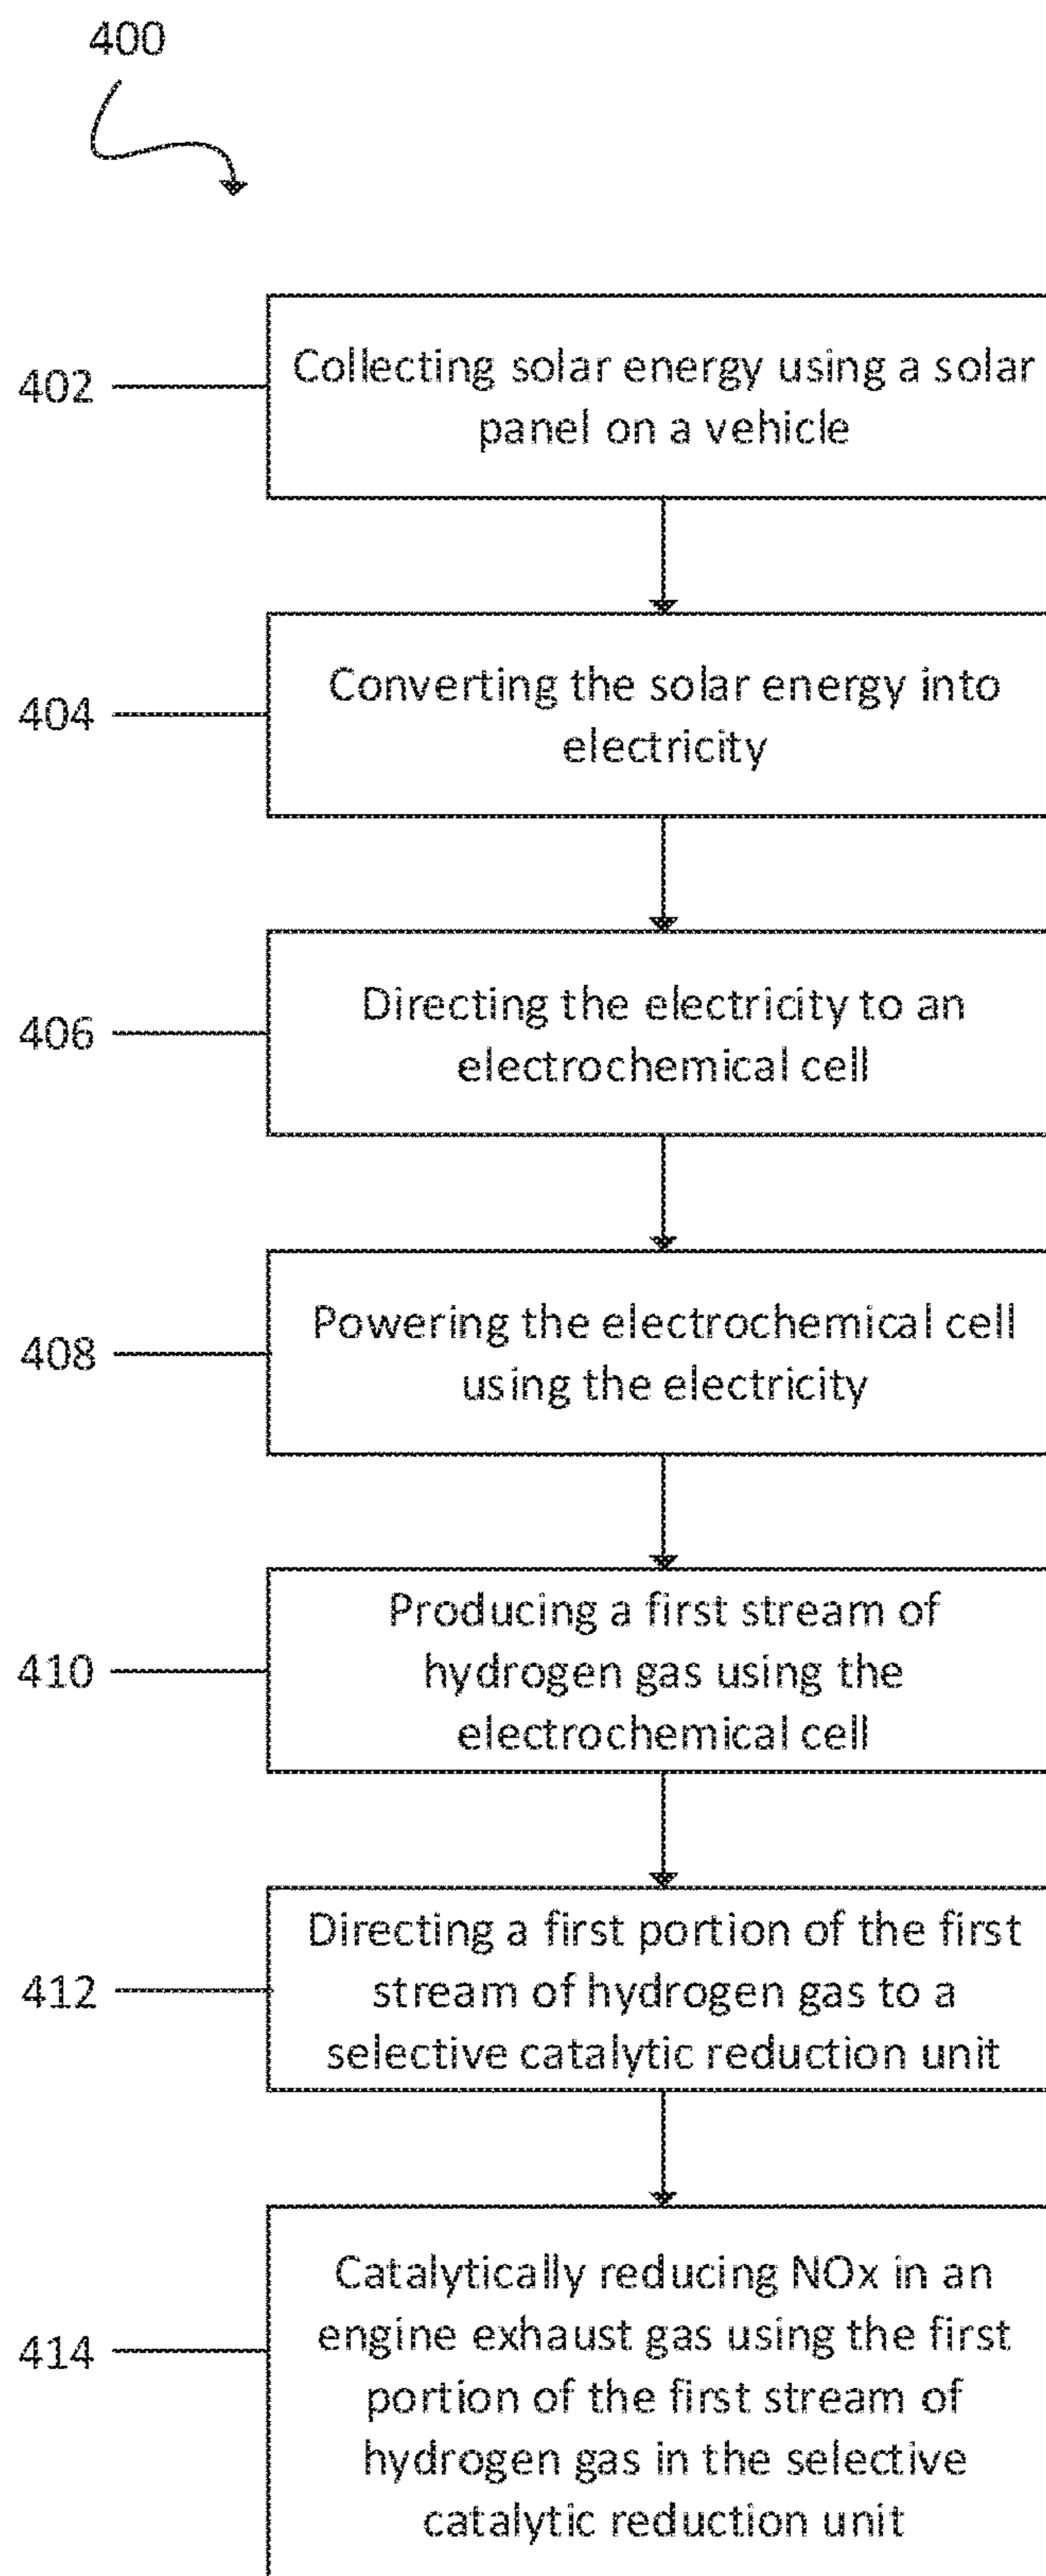 400
402
Collecting solar energy using a solar
panel on a vehicle
404
Converting the solar energy into
electricity
406
Directing the electricity to an
electrochemical cell
408
Powering the electrochemical cell
using the electricity
410
Producing a first stream of
hydrogen gas using the
electrochemical cell
412
Directing a first portion of the first
stream of hydrogen gas to a
selective catalytic reduction unit
414
Catalytically reducing NOx in an
engine exhaust gas using the first
portion of the first stream of
hydrogen gas in the selective
catalytic reduction unit